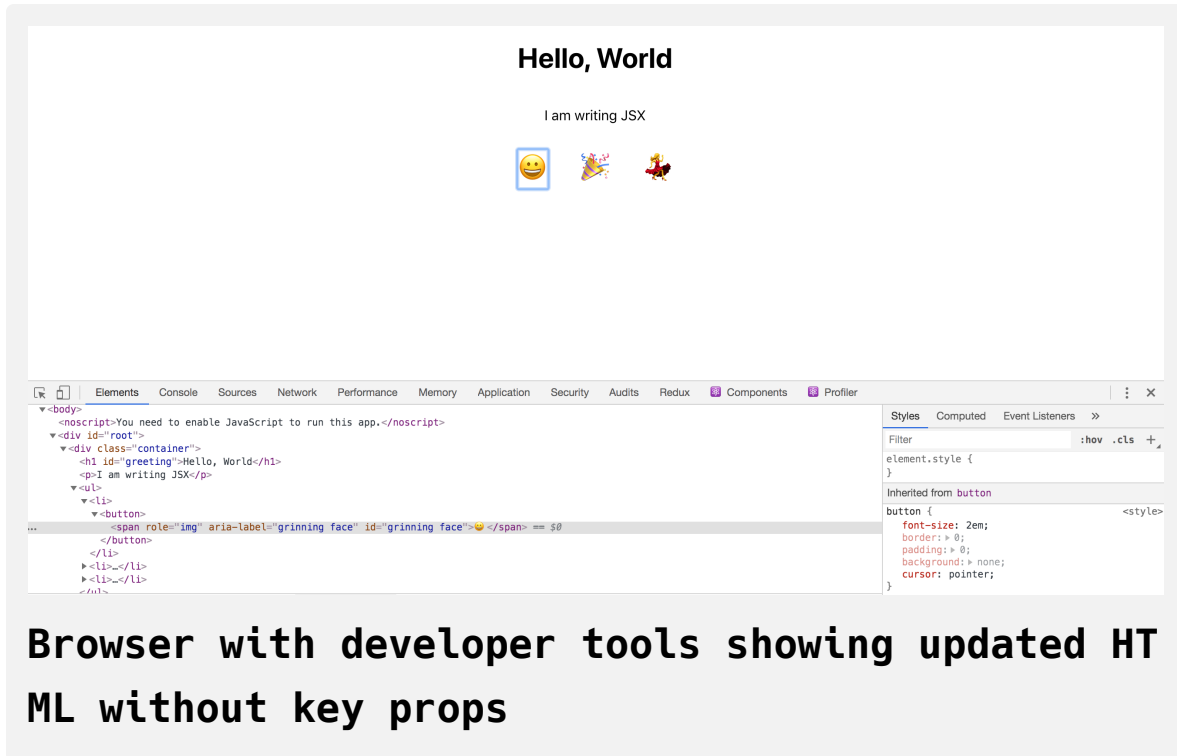 Hello, World
I am writing JSX
😀 🎉 💃
Elements Console Sources Network Performance Memory Application Security Audits Redux ⚛ Components ⚛ Profiler
▼<body>
<noscript>You need to enable JavaScript to run this app.</noscript>
▼<div id="root">
▼<div class="container">
<h1 id="greeting">Hello, World</h1>
<p>I am writing JSX</p>
▼<ul>
▼<li>
▼<button>
... <span role="img" aria-label="grinning face" id="grinning face">😀</span> == $0
</button>
</li>
▶<li>…</li>
▶<li>…</li>
</ul>
Styles Computed Event Listeners »
Filter :hov .cls +
element.style {
}
Inherited from button
button { <style>
font-size: 2em;
border:▶ 0;
padding:▶ 0;
background:▶ none;
cursor: pointer;
}
Browser with developer tools showing updated HT
ML without key props